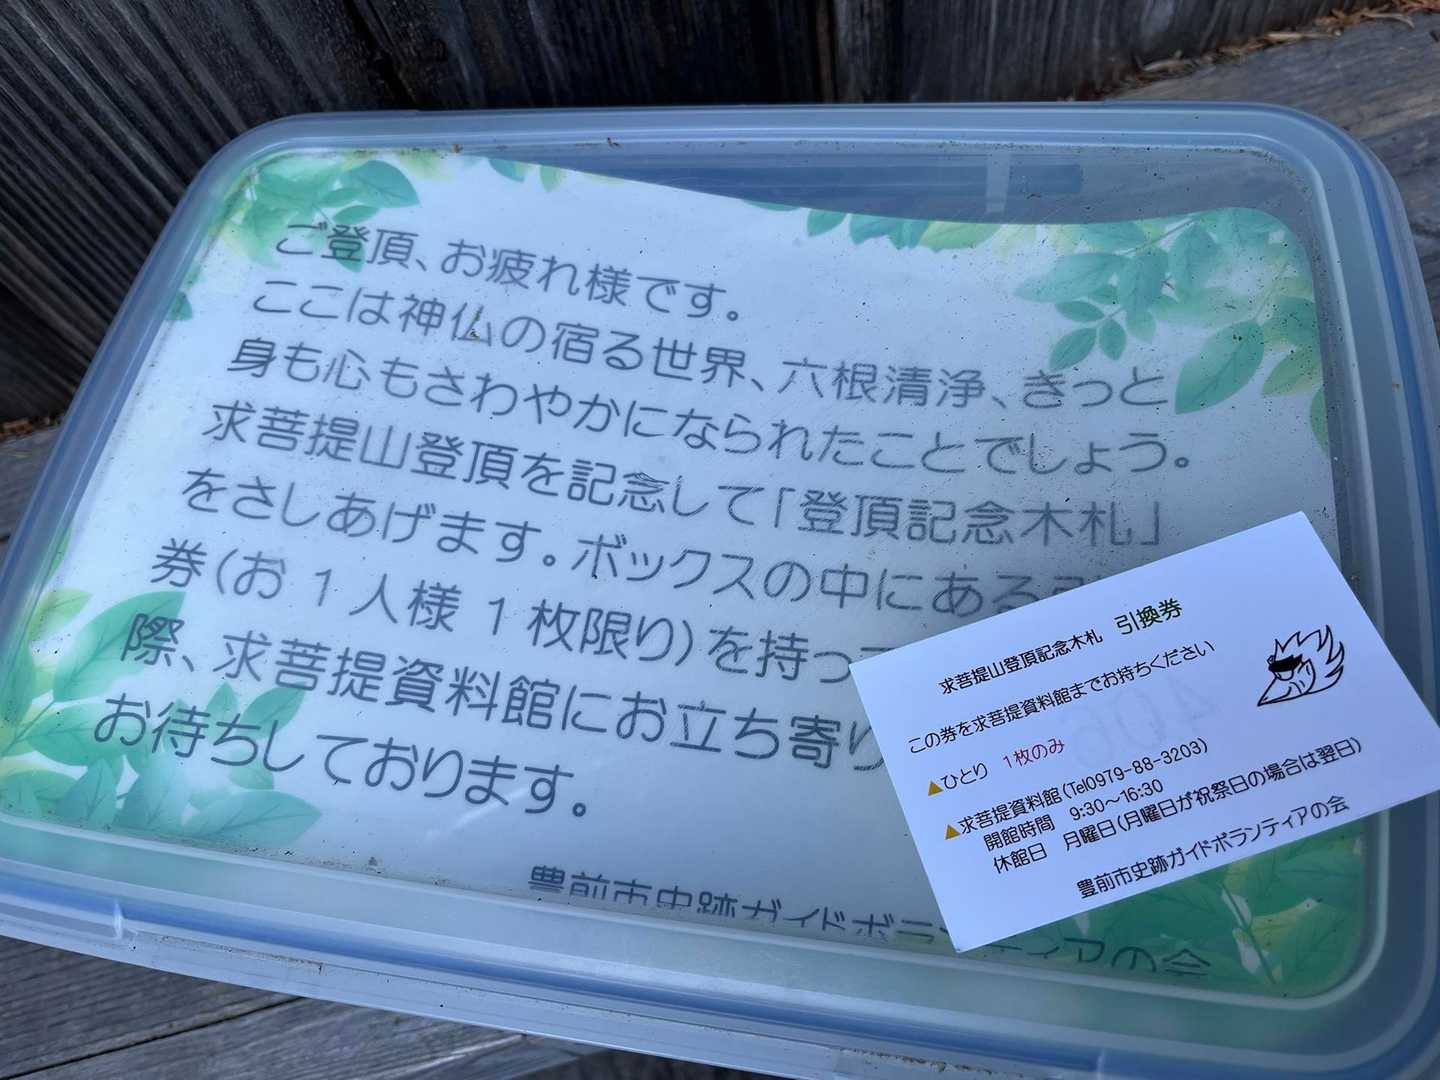 ご登頂、お疲れ様です。
ここは神仏の宿る世界、六根清浄、きっと
身も心もさわやかになられたことでしょう。
求菩提山登頂を記念して「登頂記念木札」
をさしあげます。ボックスの中にある引
券（お 1 人様 1 枚限り）を持って
際、求菩提資料館にお立ち寄り
お待ちしております。
豊前市史跡ガイドボランティアの会
求菩提山登頂記念木札 引換券
この券を求菩提資料館までお持ちください
▲ひとり 1枚のみ
▲求菩提資料館（Tel0979-88-3203）
開館時間 9:30～16:30
休館日 月曜日（月曜日が祝祭日の場合は翌日）
豊前市史跡ガイドボランティアの会